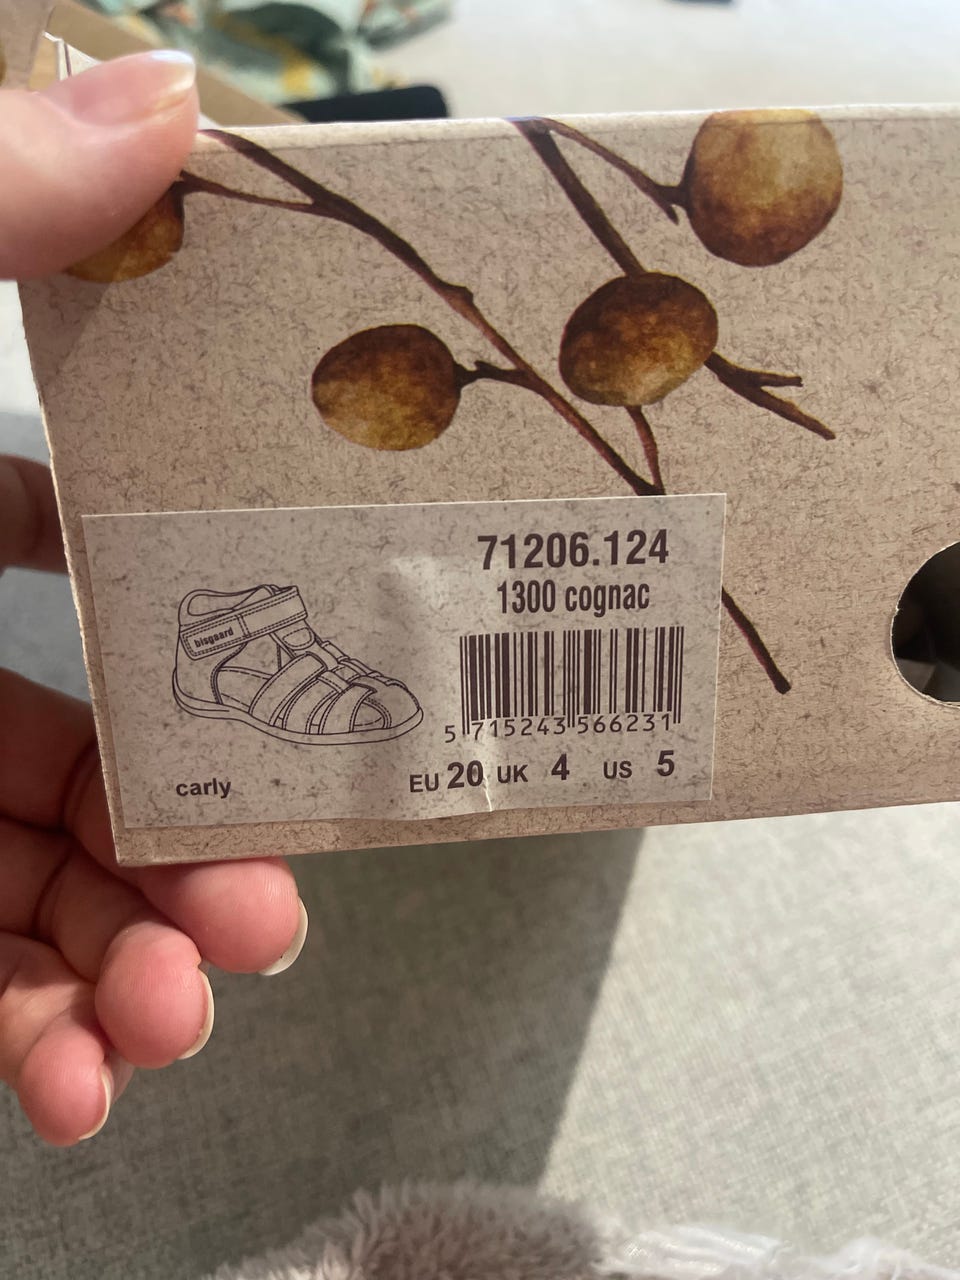 71206.124
1300 cognac
bisgaard
5 715243 566231
carly
EU 20 UK 4 US 5